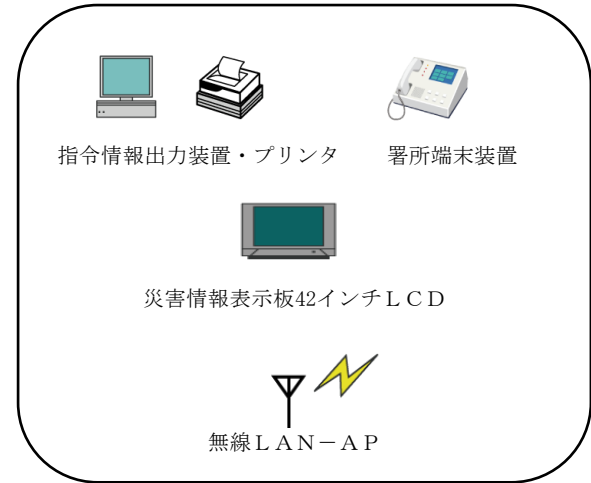 指令情報出力装置・プリンタ　署所端末装置
災害情報表示板42インチＬＣＤ
無線ＬＡＮ－ＡＰ